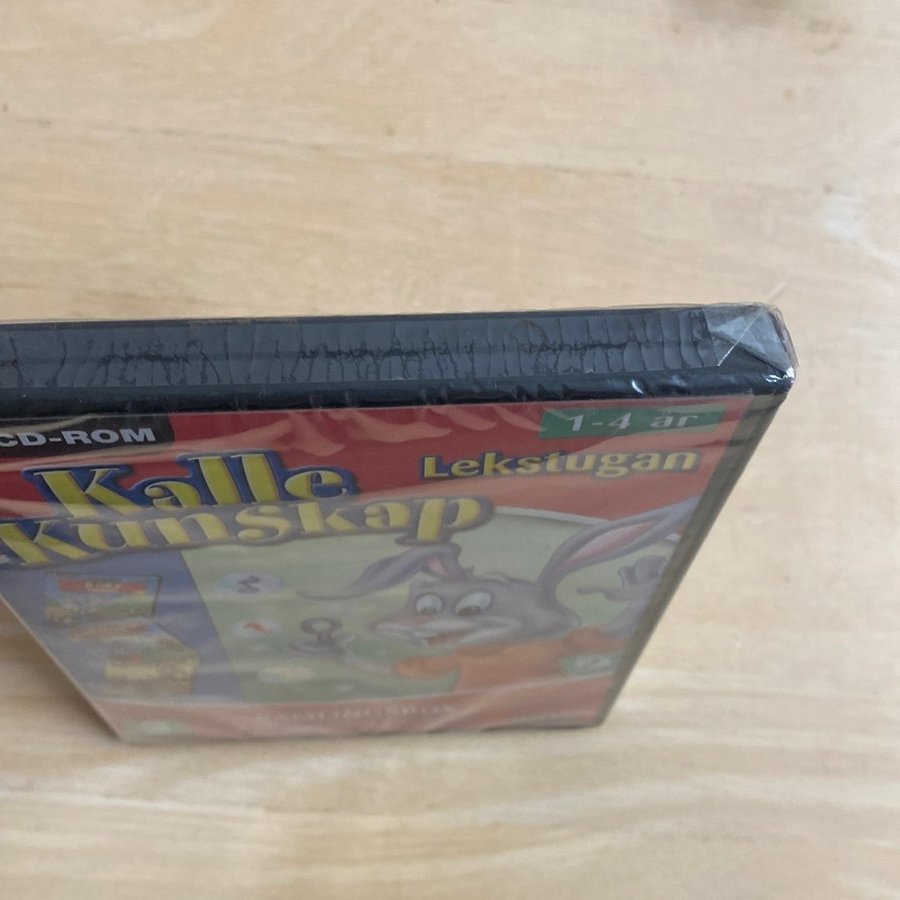 CD-ROM
1-4 år
Lekstugan
Kalle
Kunskap